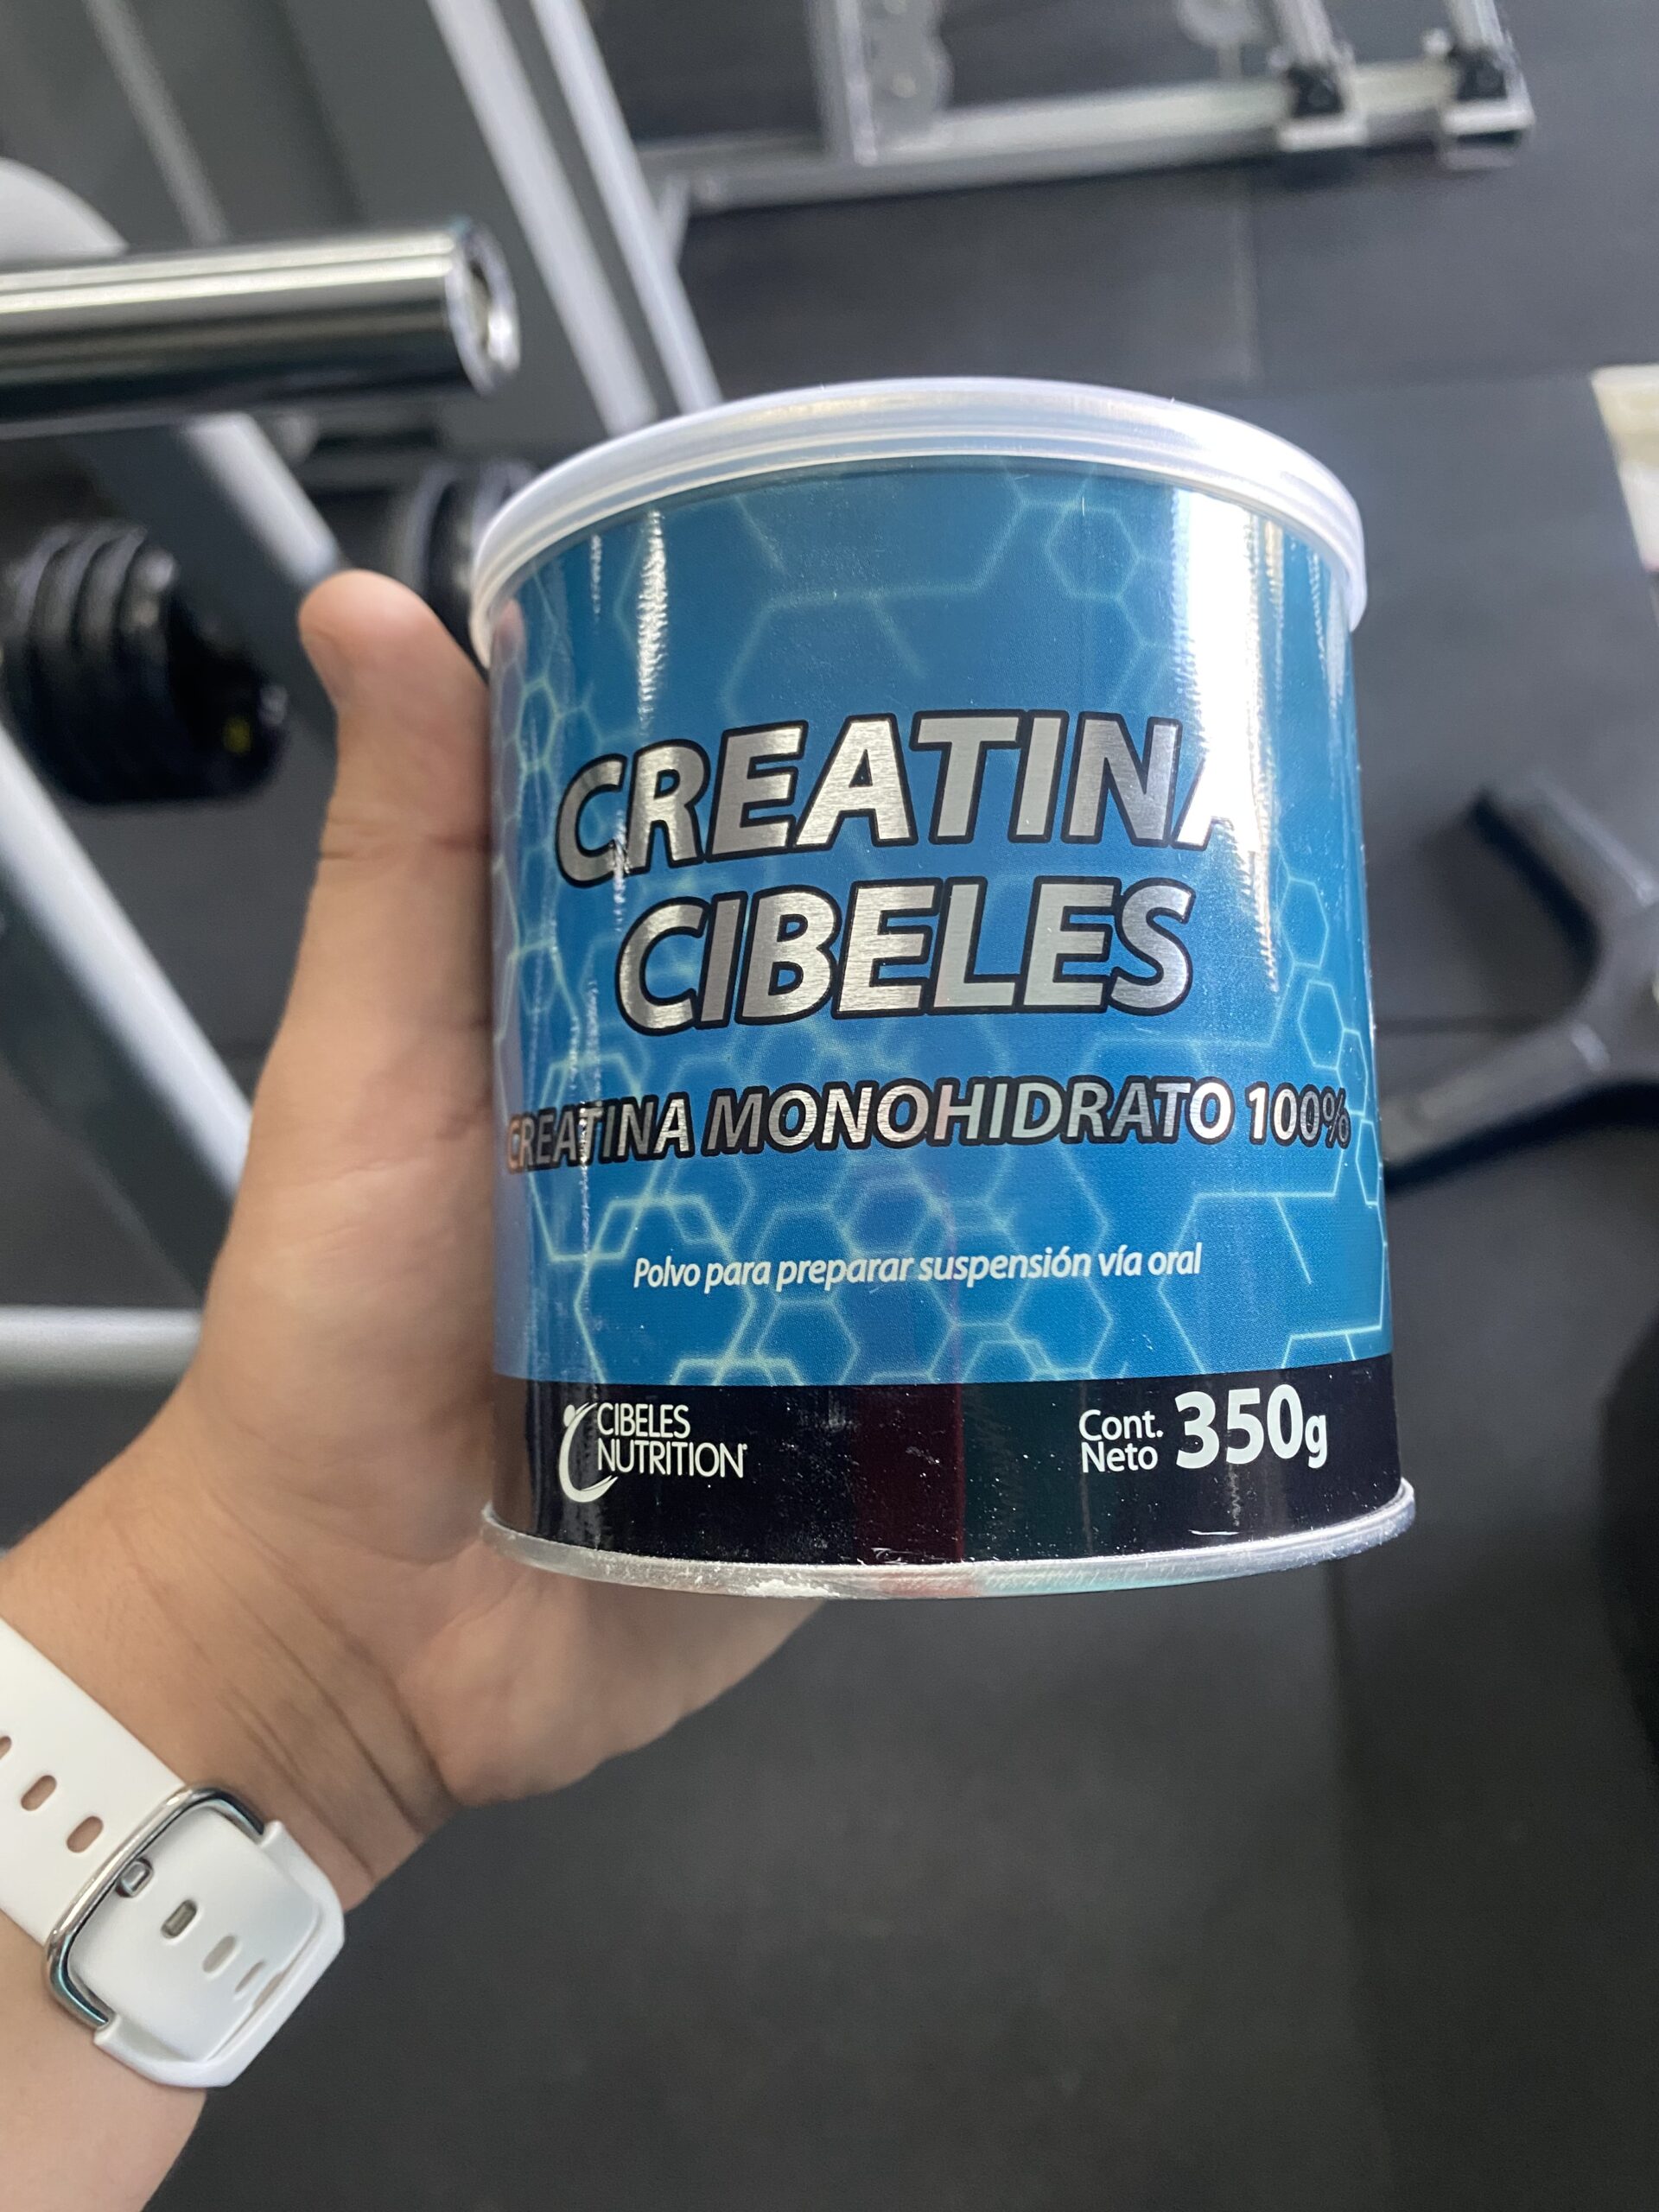 CREATINA
CIBELES
CREATINA MONOHIDRATO 100%
Polvo para preparar suspensión vía oral
CIBELES
NUTRITION
Cont.
Neto 350g